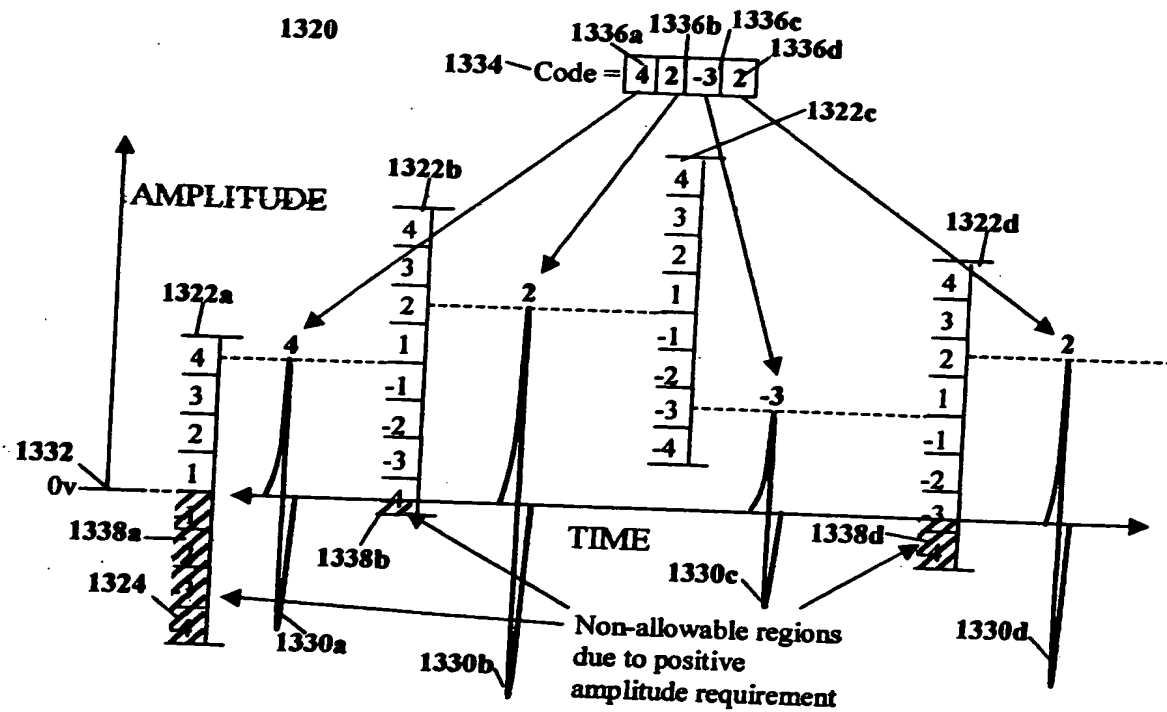 1320
1336a
1336b
1336c
1336d
1334
Code = 4 2 -3 2
1322c
AMPLITUDE
1322b
1322d
1322a
4
3
2
1
1332
0v
1338a
1324
4
1330a
4
3
2
1
-1
-2
-3
1338b
2
1330b
4
3
2
1
-1
-2
-3
-4
-3
1330c
TIME
4
3
2
1
-1
-2
-3
1338d
2
1330d
Non-allowable regions
due to positive
amplitude requirement